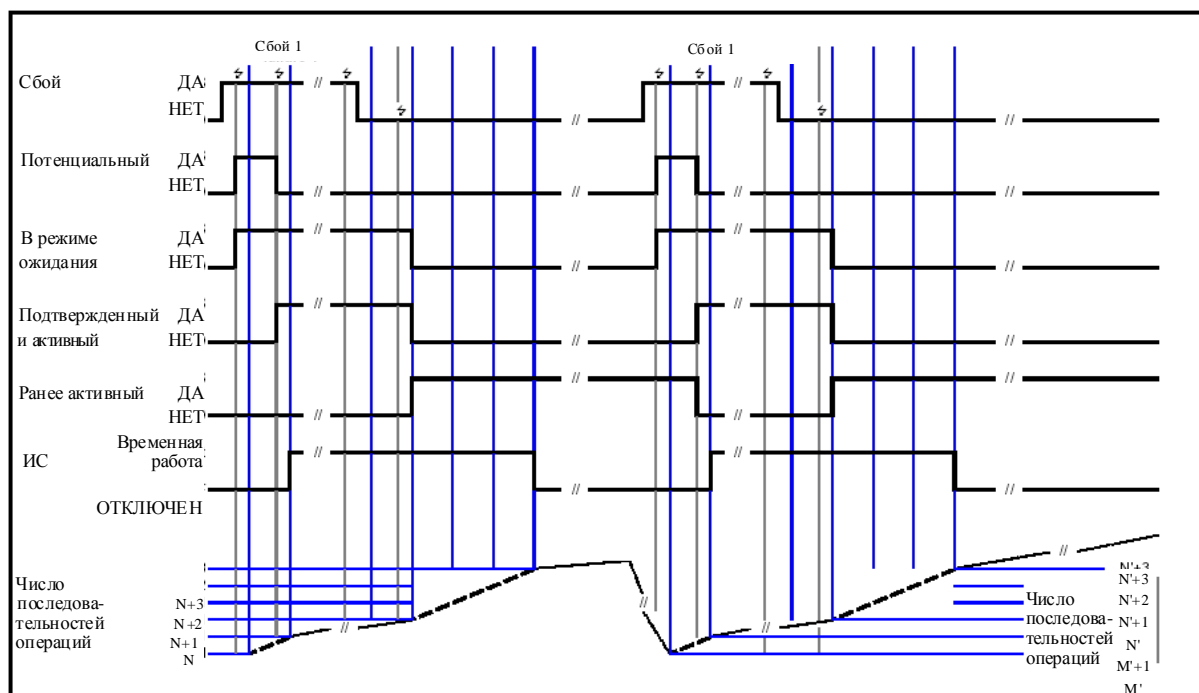 Сбой 1
Сбой 1
Сбой ДА
НЕТ
Потенциальный ДА
НЕТ
В режиме ДА
ожидания НЕТ
Подтвержденный ДА
и активный НЕТ
Ранее активный ДА
НЕТ
ИС Временная
работа
ОТКЛЮЧЕН
Число
последова-
тельностей
операций
N+3
N+2
N+1
N
Число
последова-
тельностей
операций
N'+3
N'+3
N'+2
N'+1
N'
M'+1
M'